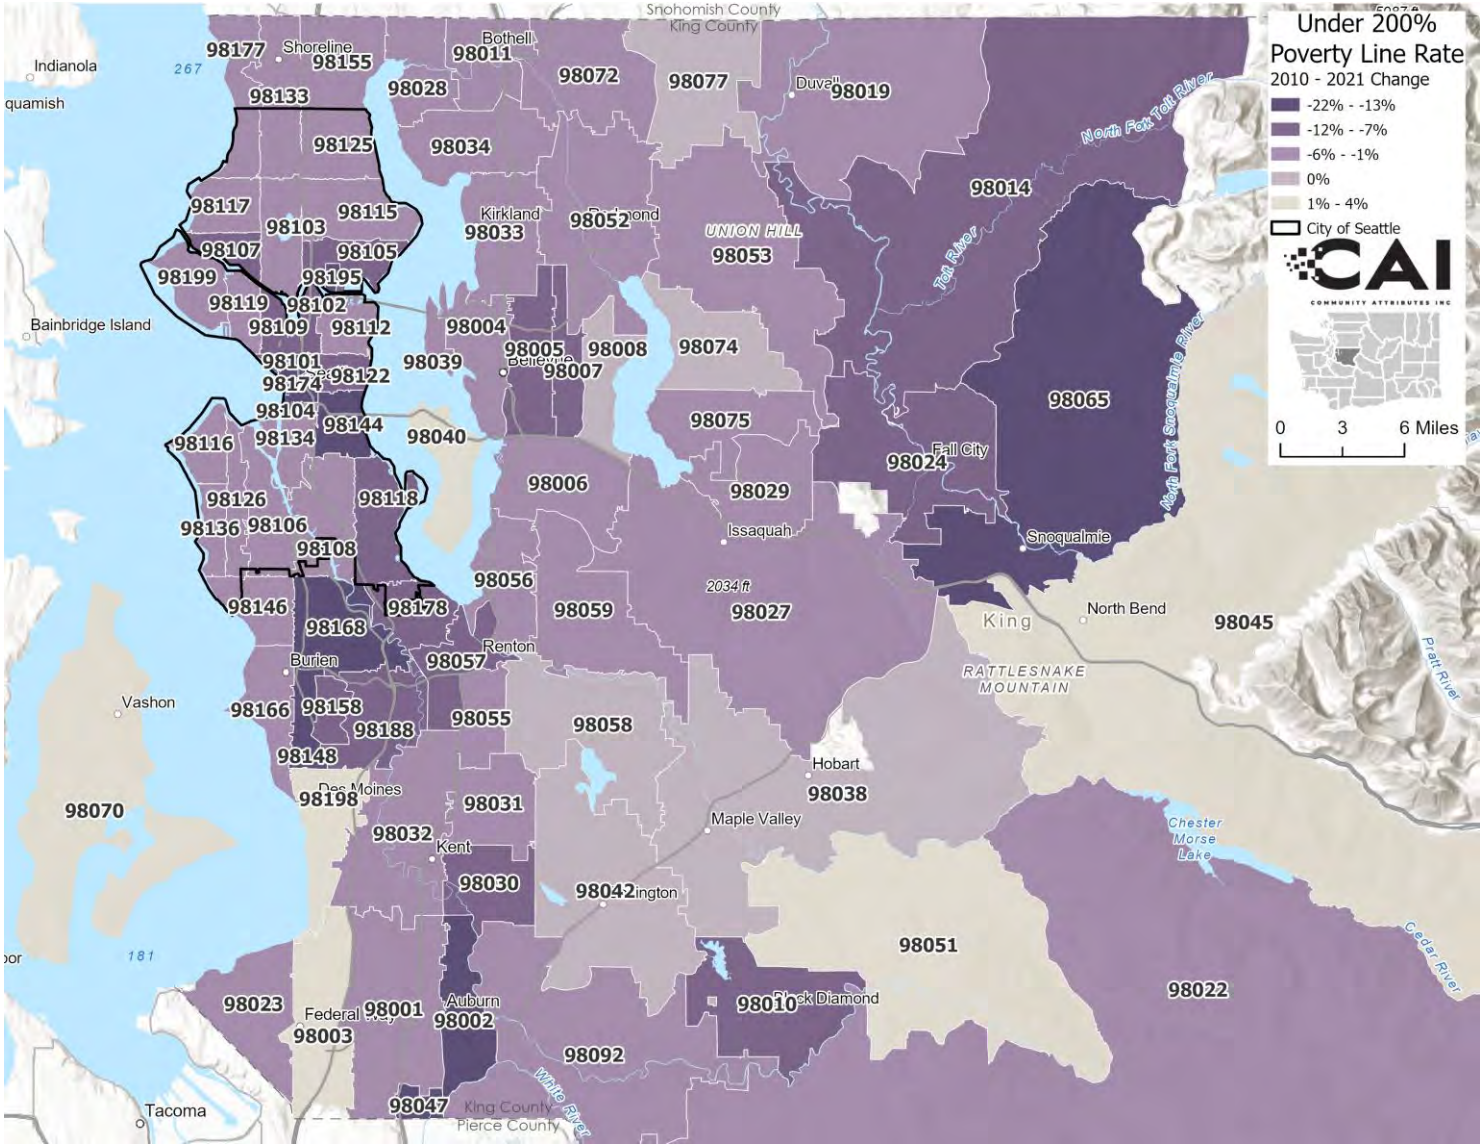 Snohomish County
King County
5087 ft
Under 200%
Poverty Line Rate
2010 - 2021 Change
-22% - -13%
-12% - -7%
-6% - -1%
0%
1% - 4%
City of Seattle
CAI
COMMUNITY ATTRIBUTES INC
0 3 6 Miles
Indianola
quamish
267
98177
Shoreline
98155
98133
Bothell
98011
98028
98072
98077
Duvall
98019
North Fork Tolt River
98125
98034
98014
98117
98103
98115
Kirkland
98033
Redmond
98052
UNION HILL
98053
98107
98105
Tolt River
98199
98195
98119
98102
98109
98112
98004
Bainbridge Island
98039
98005
Bellevue
98007
98008
98074
98101
98122
98174
98104
98144
98065
North Fork Snoqualmie River
98116
98134
98040
98075
98024
Fall City
98126
98118
98006
98029
98136
98106
Issaquah
Snoqualmie
98108
98056
2034 ft
98146
98178
98059
98027
North Bend
King
98045
98168
Renton
98057
Burien
RATTLESNAKE
MOUNTAIN
Pratt River
Vashon
98166
98158
98055
98058
98188
98148
Hobart
Des Moines
98198
98038
98070
98031
98032
Maple Valley
Chester
Morse
Lake
Kent
98030
98042
ington
181
98051
Cedar River
oor
98022
98023
Federal Way
98001
Auburn
98002
98010
Black Diamond
98003
98092
White River
98047
King County
Pierce County
Tacoma